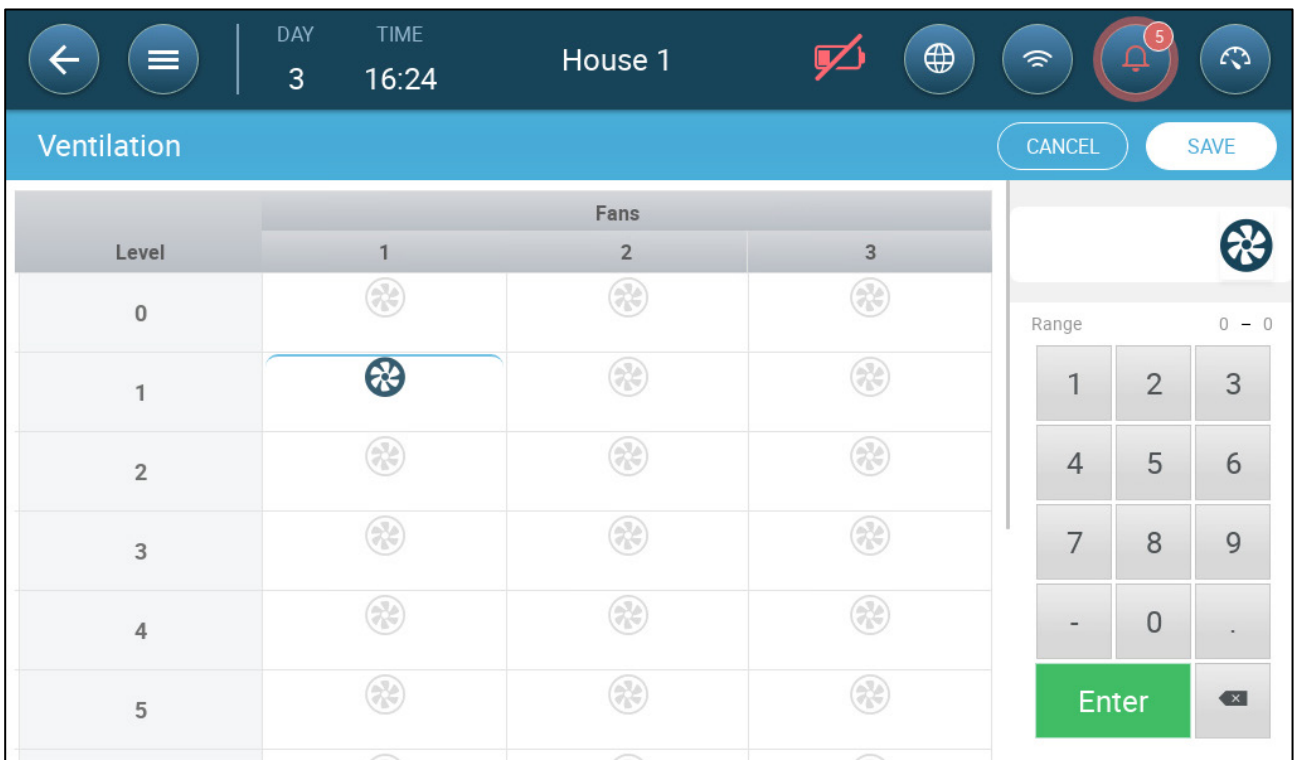 DAY TIME
3 16:24 House 1 5
Ventilation CANCEL SAVE
Fans
Level 1 2 3
0
1
2
3
4
5
Range 0 – 0
1 2 3
4 5 6
7 8 9
- 0 .
Enter